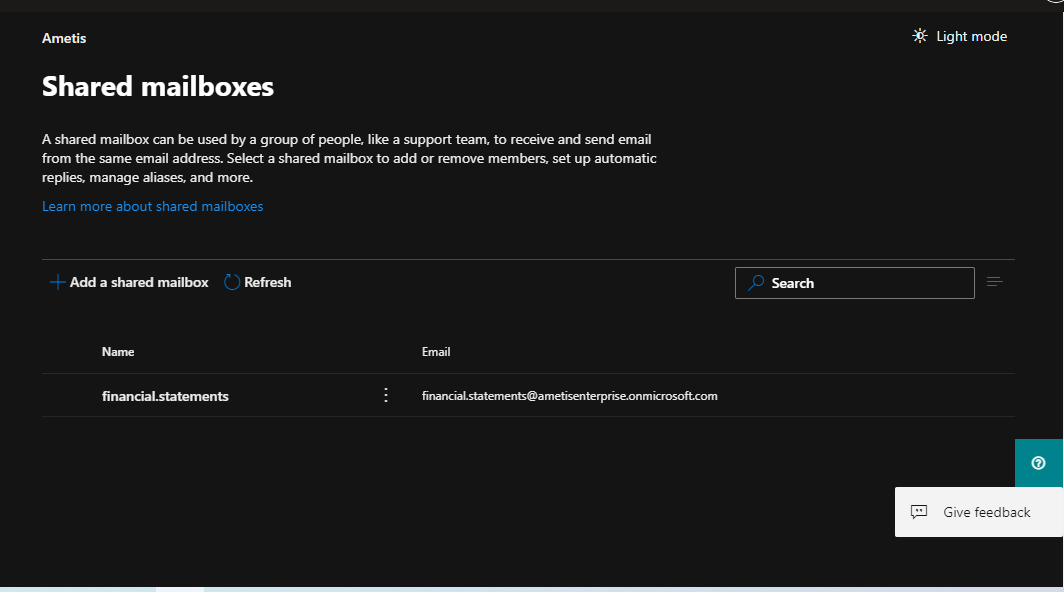 Ametis
Light mode
Shared mailboxes
A shared mailbox can be used by a group of people, like a support team, to receive and send email
from the same email address. Select a shared mailbox to add or remove members, set up automatic
replies, manage aliases, and more.
Learn more about shared mailboxes
Add a shared mailbox
Refresh
Search
Name
Email
financial.statements
financial.statements@ametisenterprise.onmicrosoft.com
Give feedback